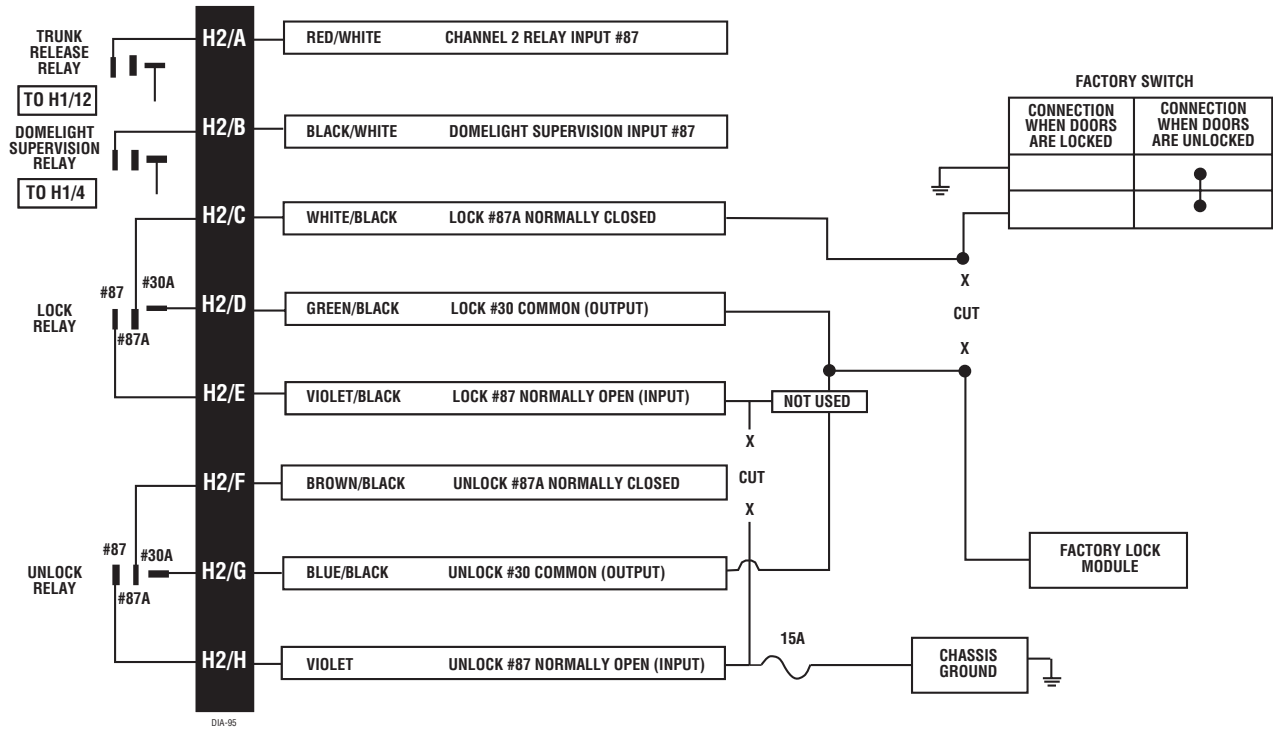 TRUNK
RELEASE
RELAY
TO H1/12
DOMELIGHT
SUPERVISION
RELAY
TO H1/4
H2/A
RED/WHITE CHANNEL 2 RELAY INPUT #87
H2/B
BLACK/WHITE DOMELIGHT SUPERVISION INPUT #87
H2/C
WHITE/BLACK LOCK #87A NORMALLY CLOSED
LOCK
RELAY
#87
#30A
#87A
H2/D
GREEN/BLACK LOCK #30 COMMON (OUTPUT)
H2/E
VIOLET/BLACK LOCK #87 NORMALLY OPEN (INPUT)
NOT USED
X
CUT
X
H2/F
BROWN/BLACK UNLOCK #87A NORMALLY CLOSED
UNLOCK
RELAY
#87
#30A
#87A
H2/G
BLUE/BLACK UNLOCK #30 COMMON (OUTPUT)
H2/H
VIOLET UNLOCK #87 NORMALLY OPEN (INPUT)
15A
CHASSIS
GROUND
FACTORY SWITCH
CONNECTION
WHEN DOORS
ARE LOCKED
CONNECTION
WHEN DOORS
ARE UNLOCKED
X
CUT
X
FACTORY LOCK
MODULE
DIA-95